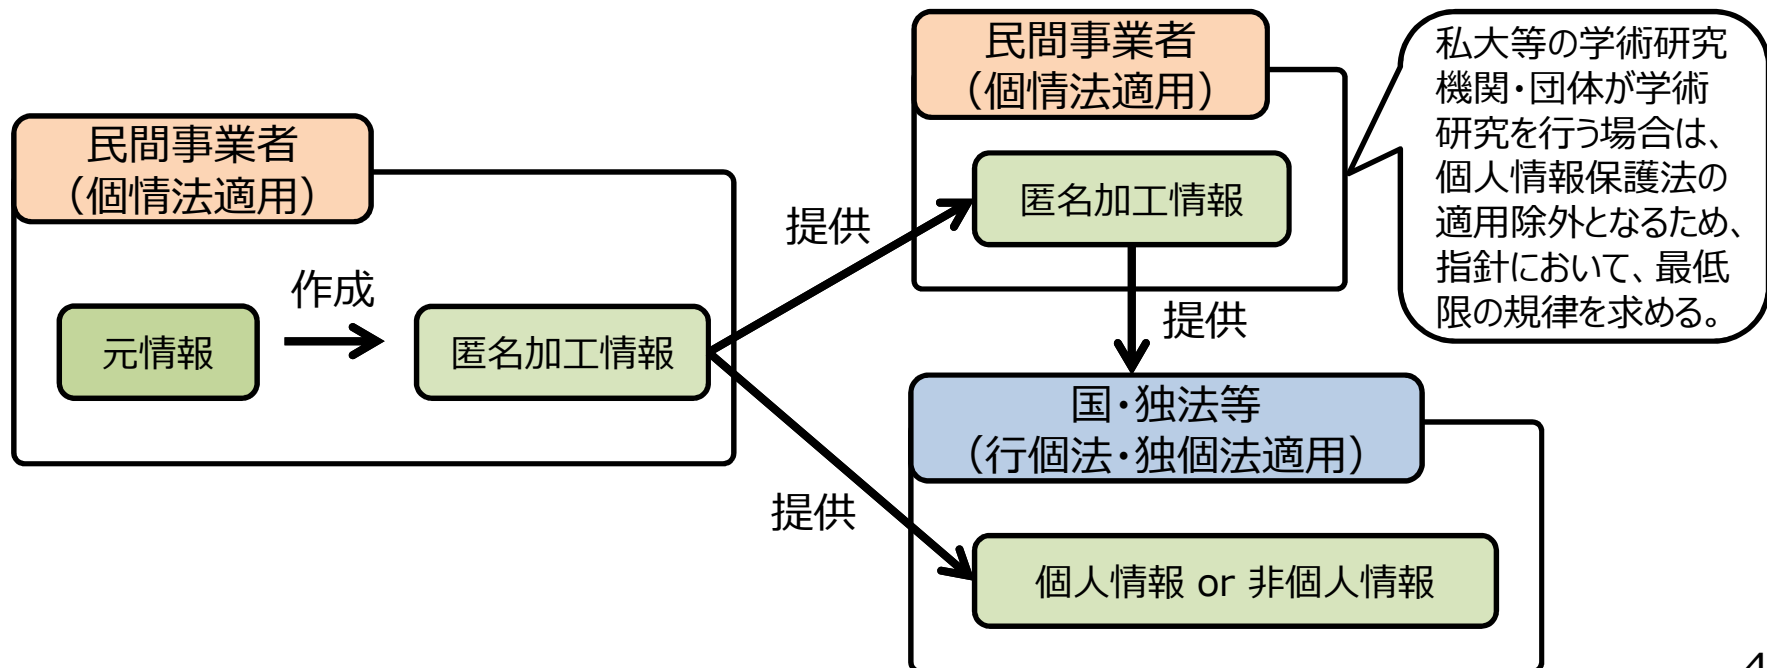 民間事業者
（個情法適用）
元情報
作成
匿名加工情報
提供
提供
民間事業者
（個情法適用）
匿名加工情報
提供
国・独法等
（行個法・独個法適用）
個人情報 or 非個人情報
私大等の学術研究
機関・団体が学術
研究を行う場合は、
個人情報保護法の
適用除外となるため、
指針において、最低
限の規律を求める。
4